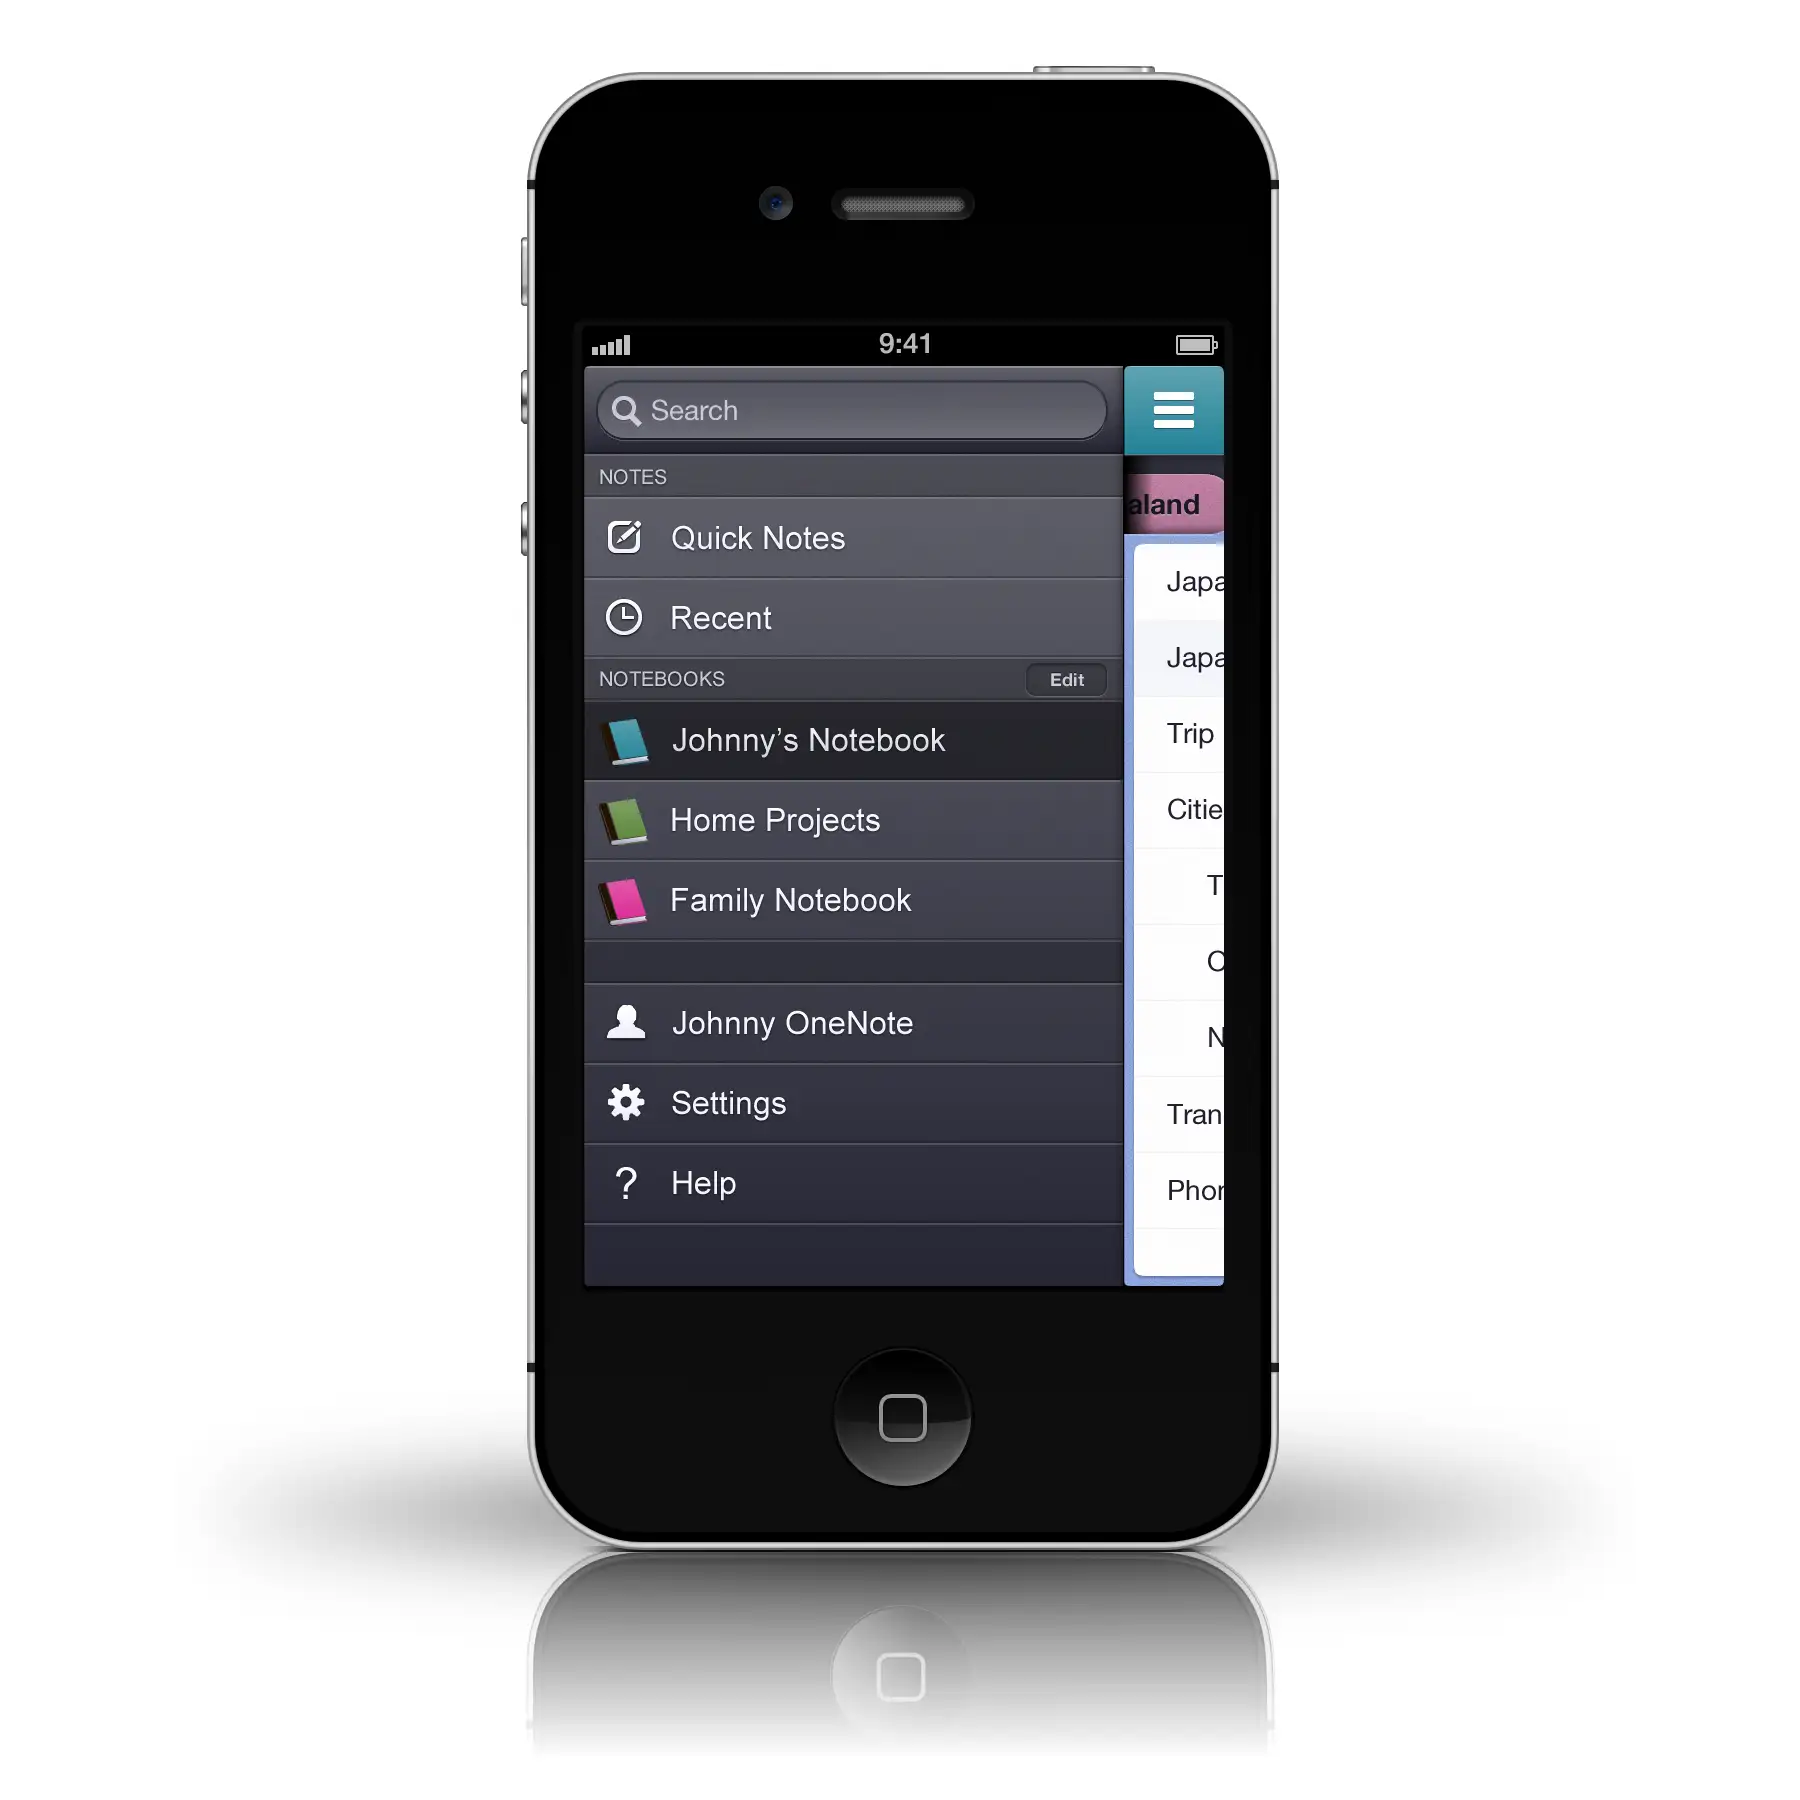 9:41
Search
NOTES
Quick Notes
Recent
NOTEBOOKS
Edit
Johnny’s Notebook
Home Projects
Family Notebook
Johnny OneNote
Settings
?
Help
aland
Japa
Japa
Trip
Citie
T
N
Tran
Phor